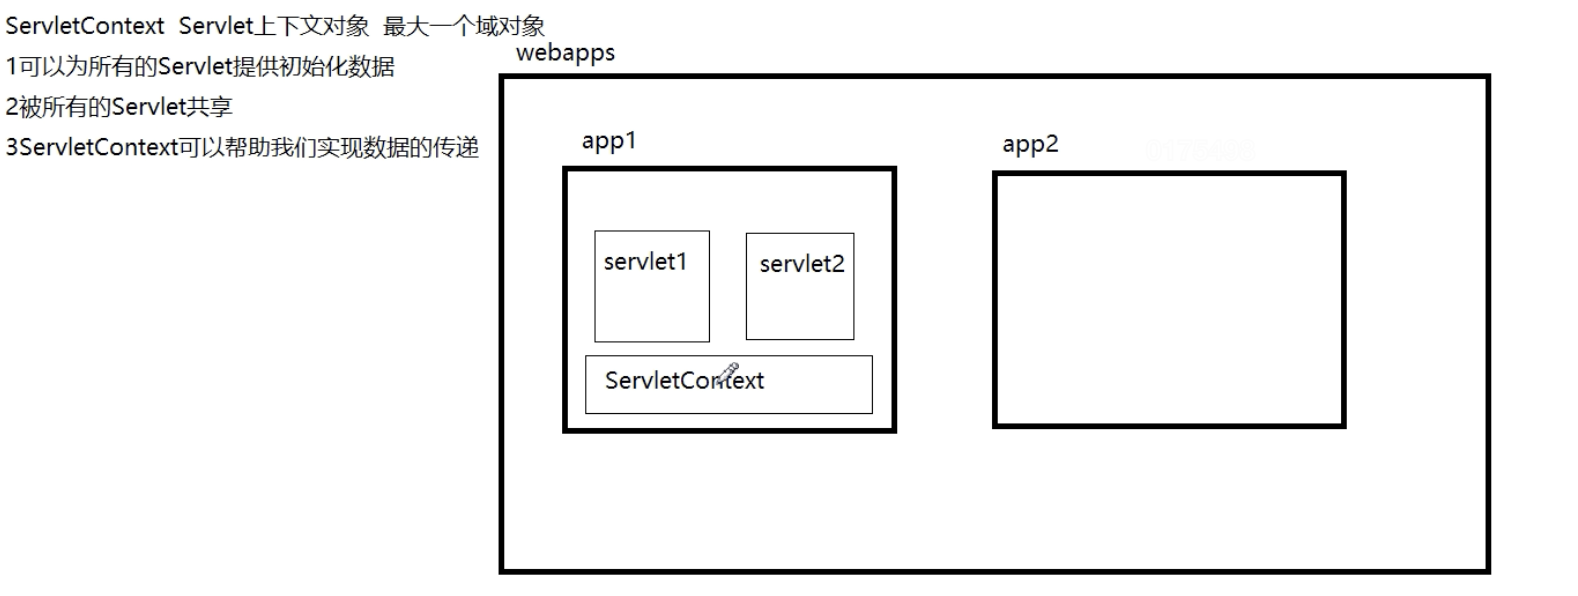 ServletContext  Servlet上下文对象  最大一个域对象
1可以为所有的Servlet提供初始化数据
2被所有的Servlet共享
3ServletContext可以帮助我们实现数据的传递
webapps
app1
app2
servlet1
servlet2
ServletContext